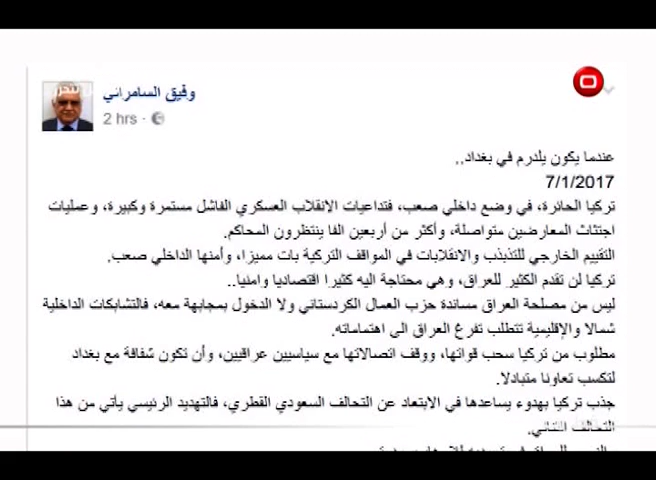 وفيق السامرائي
2 hrs ·
عندما يكون يلدرم في بغداد..
7/1/2017
تركيا الحائرة، في وضع داخلي صعب، فتداعيات الانقلاب العسكري الفاشل مستمرة وكبيرة، وعمليات
اجتثاث المعارضين متواصلة، وأكثر من أربعين الفا ينتظرون المحاكم.
التقييم الخارجي للتذبذب والانقلابات في المواقف التركية بات مميزا، وأمنها الداخلي صعب.
تركيا لن تقدم الكثير للعراق، وهي محتاجة اليه كثيرا اقتصاديا وامنيا..
ليس من مصلحة العراق مساندة حزب العمال الكردستاني ولا الدخول بمجابهة معه، فالتشابكات الداخلية
شمالا والإقليمية تتطلب تفرغ العراق الى اهتماماته.
مطلوب من تركيا سحب قواتها، ووقف اتصالاتها مع سياسيين عراقيين، وأن تكون شفافة مع بغداد
لتكسب تعاونا متبادلا.
جذب تركيا بهدوء يساعدها في الابتعاد عن التحالف السعودي القطري، فالتهديد الرئيسي يأتي من هذا
التحالف الثنائي.